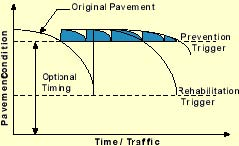 Original Pavement
Prevention
Trigger
Optional
Timing
Rehabilitation
Trigger
Pavement Condition
Time / Traffic